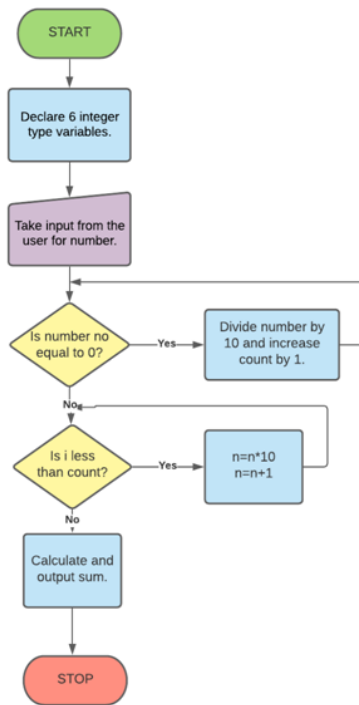 START
Declare 6 integer
type variables.
Take input from the
user for number.
Is number no
equal to 0?
Yes
Divide number by
10 and increase
count by 1.
No
Is i less
than count?
Yes
n=n*10
n=n+1
No
Calculate and
output sum.
STOP